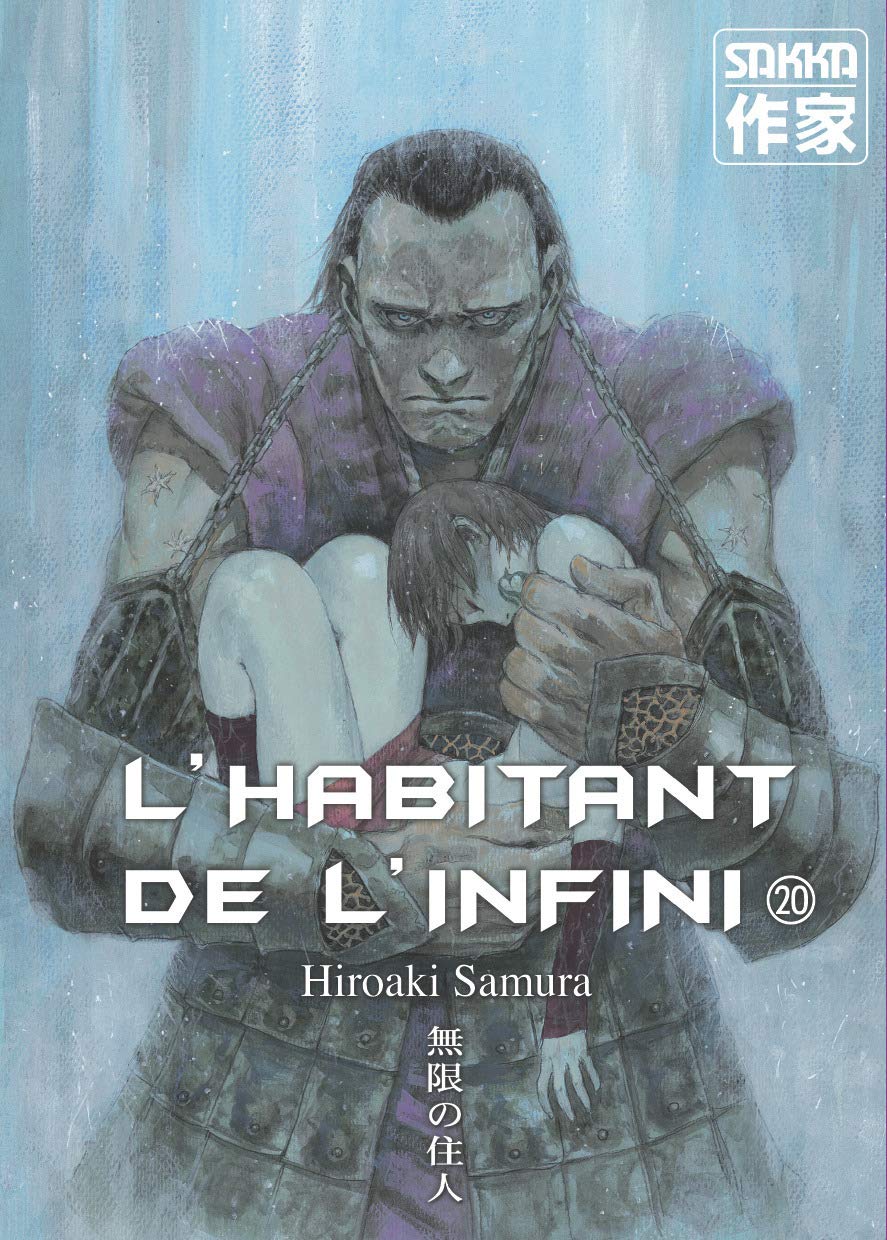 SAKKA
作家
L'HABITANT
DE L'INFINI 20
Hiroaki Samura
無限の住人